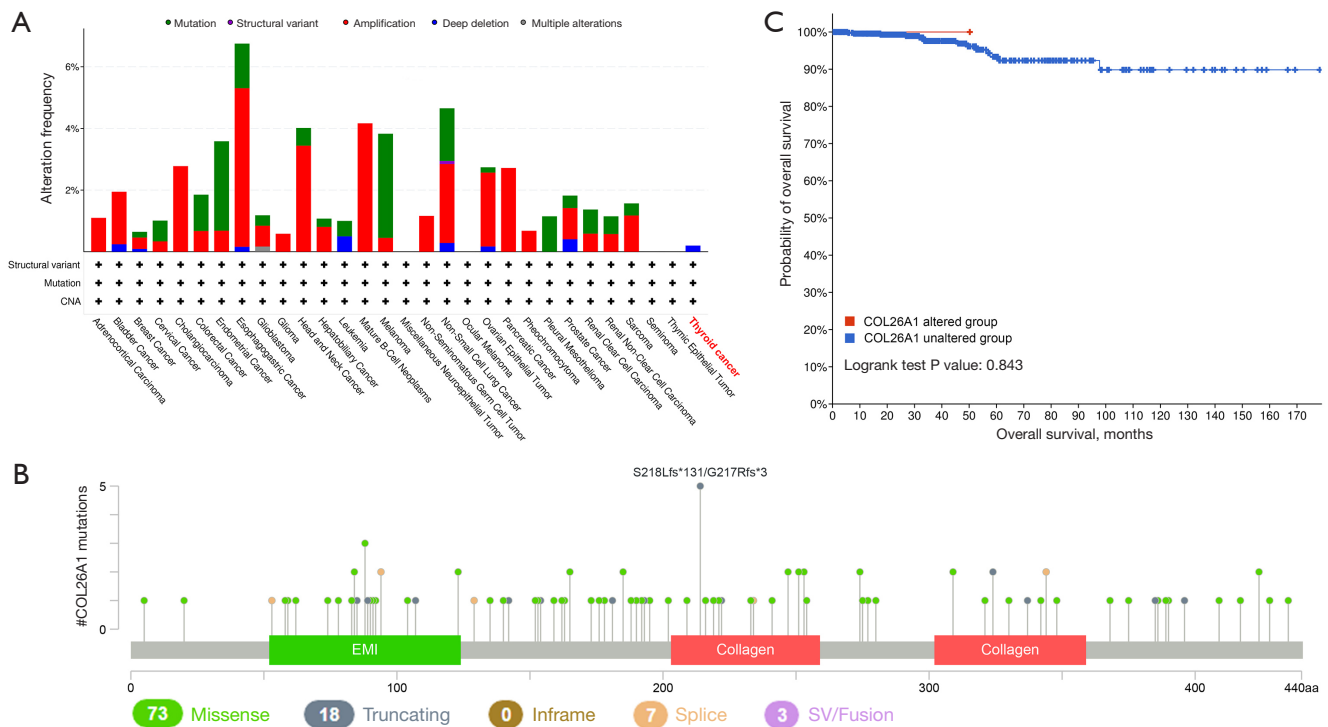 A
Mutation Structural variant Amplification Deep deletion Multiple alterations
Alteration frequency
6%
4%
2%
Structural variant
Mutation
CNA
Adrenocortical Carcinoma
Bladder Cancer
Breast Cancer
Cervical Cancer
Cholangiocarcinoma
Colorectal Cancer
Endometrial Cancer
Esophagogastric Cancer
Glioblastoma
Glioma
Head and Neck Cancer
Hepatobiliary Cancer
Leukemia
Mature B-Cell Neoplasms
Melanoma
Miscellaneous Neuroepithelial Tumor
Non-Seminomatous Germ Cell Tumor
Non-Small Cell Lung Cancer
Ocular Melanoma
Ovarian Epithelial Tumor
Pancreatic Cancer
Pheochromocytoma
Pleural Mesothelioma
Prostate Cancer
Renal Clear Cell Carcinoma
Renal Non-Clear Cell Carcinoma
Sarcoma
Seminoma
Thymic Epithelial Tumor
Thyroid cancer
C
Probability of overall survival
100%
90%
80%
70%
60%
50%
40%
30%
20%
10%
0%
COL26A1 altered group
COL26A1 unaltered group
Logrank test P value: 0.843
0 10 20 30 40 50 60 70 80 90 100 110 120 130 140 150 160 170
Overall survival, months
B
S218Lfs*131/G217Rfs*3
#COL26A1 mutations
5
0
EMI Collagen Collagen
0 100 200 300 400 440aa
73 Missense 18 Truncating 0 Inframe 7 Splice 3 SV/Fusion